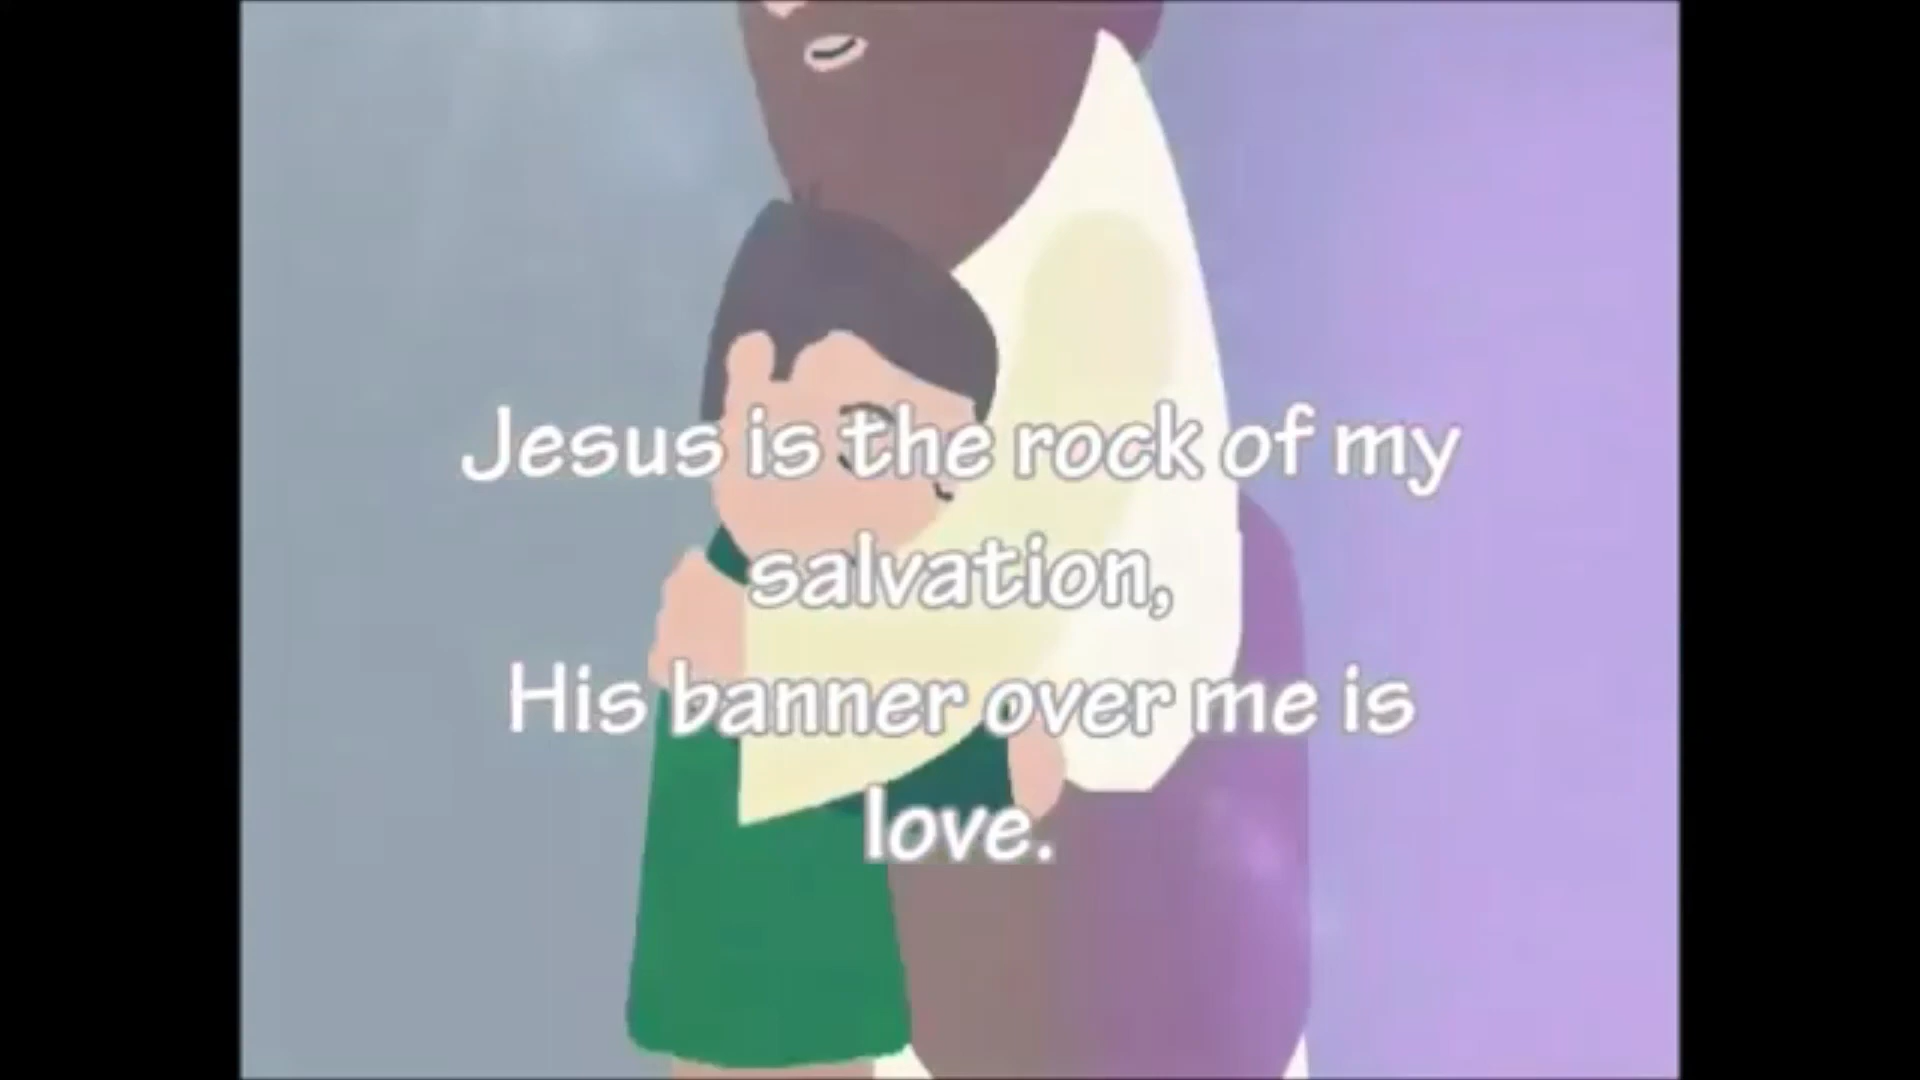 Jesus is the rock of my
salvation,
His banner over me is
love.